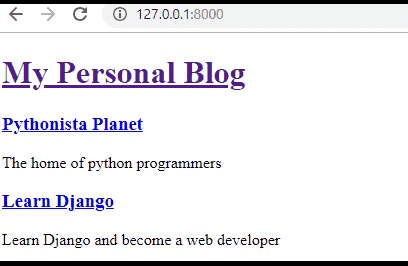 127.0.0.1:8000
My Personal Blog
Pythonista Planet
The home of python programmers
Learn Django
Learn Django and become a web developer